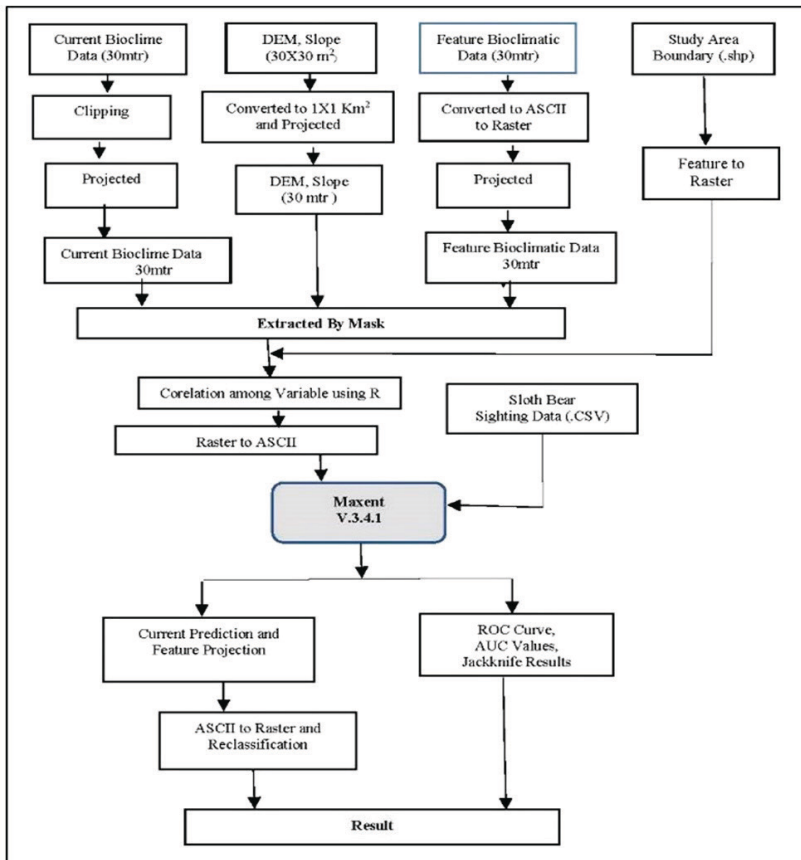 Current Bioclime
Data (30mtr)
DEM, Slope
(30X30 m²)
Feature Bioclimatic
Data (30mtr)
Study Area
Boundary (.shp)
Clipping
Converted to 1X1 Km²
and Projected
Converted to ASCII
to Raster
Projected
DEM, Slope
(30 mtr )
Projected
Feature to
Raster
Current Bioclime Data
30mtr
Feature Bioclimatic Data
30mtr
Extracted By Mask
Corelation among Variable using R
Sloth Bear
Sighting Data (.CSV)
Raster to ASCII
Maxent
V.3.4.1
Current Prediction and
Feature Projection
ROC Curve,
AUC Values,
Jackknife Results
ASCII to Raster and
Reclassification
Result